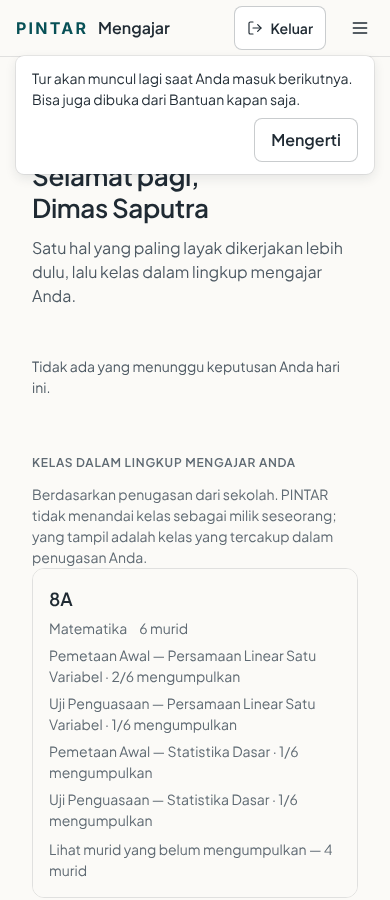 PINTAR Mengajar
Keluar
Tur akan muncul lagi saat Anda masuk berikutnya.
Bisa juga dibuka dari Bantuan kapan saja.
Mengerti
Selamat pagi,
Dimas Saputra
Satu hal yang paling layak dikerjakan lebih
dulu, lalu kelas dalam lingkup mengajar
Anda.
Tidak ada yang menunggu keputusan Anda hari
ini.
KELAS DALAM LINGKUP MENGAJAR ANDA
Berdasarkan penugasan dari sekolah. PINTAR
tidak menandai kelas sebagai milik seseorang;
yang tampil adalah kelas yang tercakup dalam
penugasan Anda.
8A
Matematika 6 murid
Pemetaan Awal — Persamaan Linear Satu
Variabel · 2/6 mengumpulkan
Uji Penguasaan — Persamaan Linear Satu
Variabel · 1/6 mengumpulkan
Pemetaan Awal — Statistika Dasar · 1/6
mengumpulkan
Uji Penguasaan — Statistika Dasar · 1/6
mengumpulkan
Lihat murid yang belum mengumpulkan — 4
murid